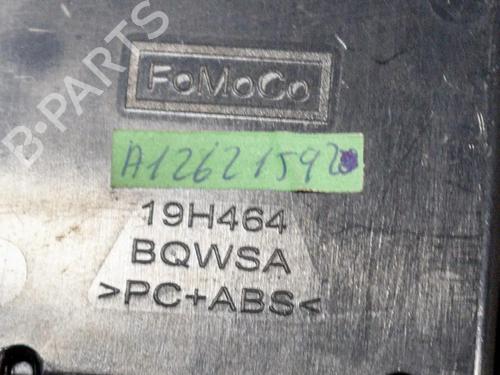 FoMoCo
A12621592
19H464
BQWSA
>PC+ABS<
B-PARTS